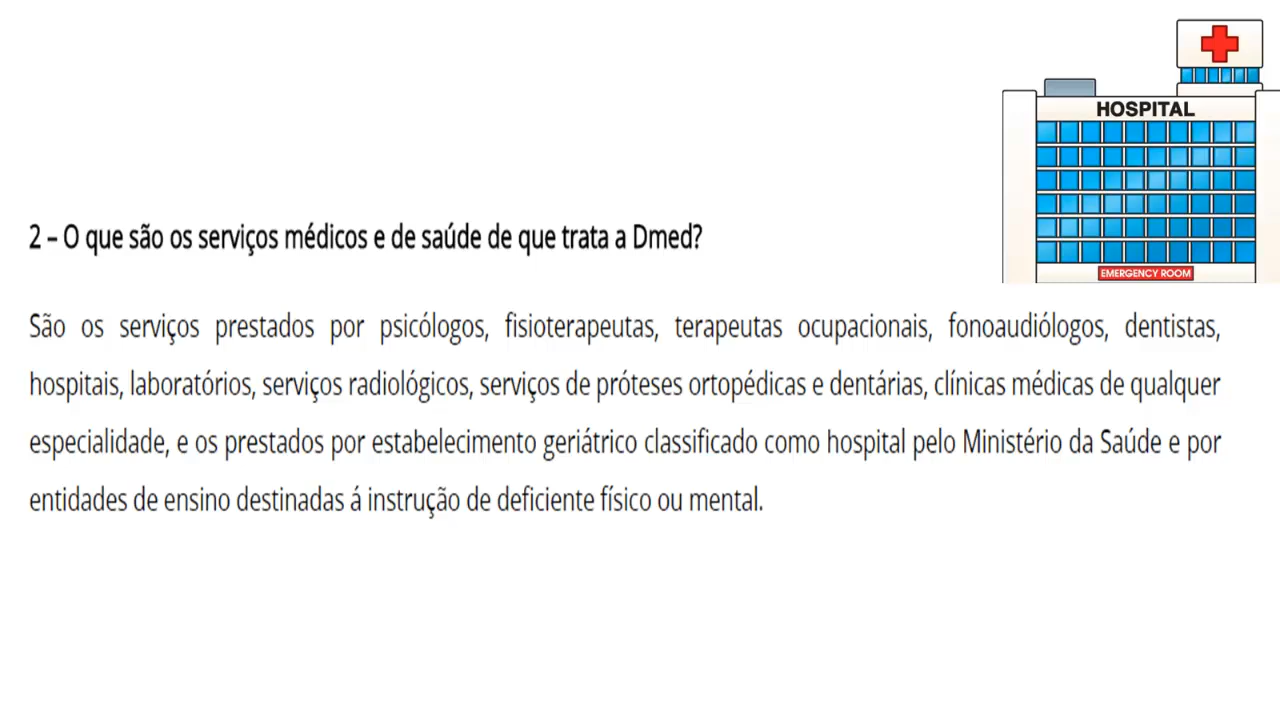 HOSPITAL
EMERGENCY ROOM
2 – O que são os serviços médicos e de saúde de que trata a Dmed?
São os serviços prestados por psicólogos, fisioterapeutas, terapeutas ocupacionais, fonoaudiólogos, dentistas,
hospitais, laboratórios, serviços radiológicos, serviços de próteses ortopédicas e dentárias, clínicas médicas de qualquer
especialidade, e os prestados por estabelecimento geriátrico classificado como hospital pelo Ministério da Saúde e por
entidades de ensino destinadas á instrução de deficiente físico ou mental.